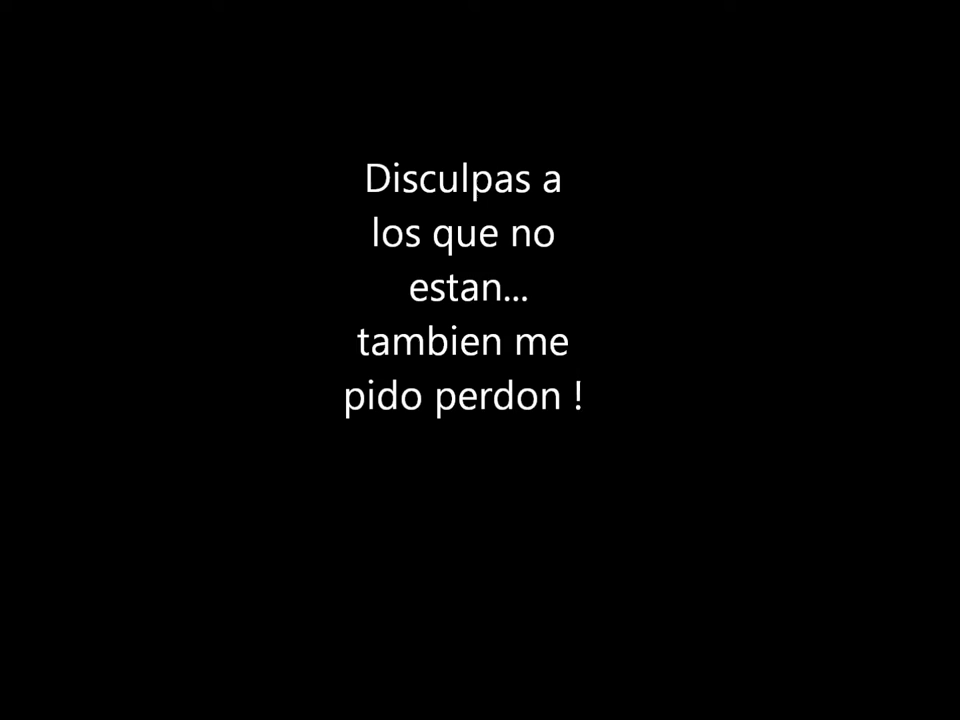 Disculpas a
los que no
estan...
tambien me
pido perdon !